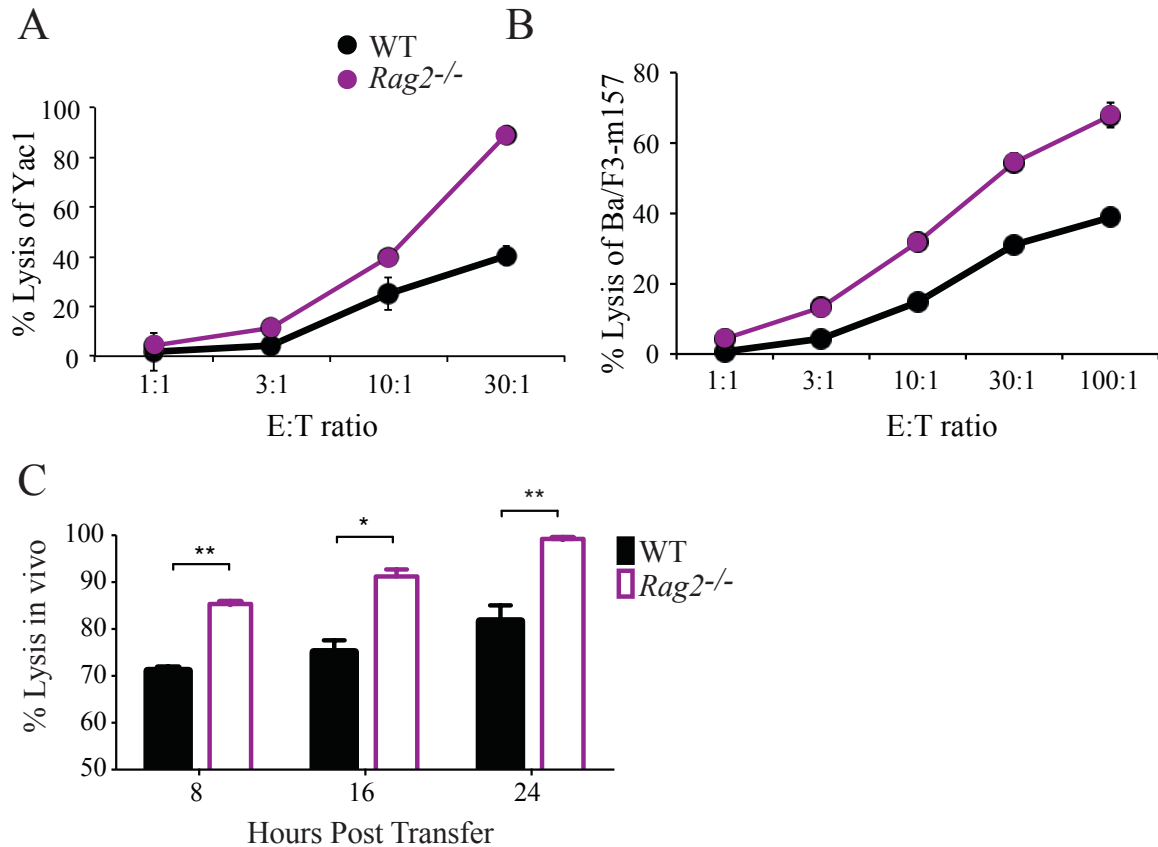 A
WT
Rag2-/-
% Lysis of Yac1
100
80
60
40
20
0
1:1 3:1 10:1 30:1
E:T ratio
B
% Lysis of Ba/F3-m157
80
60
40
20
0
1:1 3:1 10:1 30:1 100:1
E:T ratio
C
% Lysis in vivo
100
90
80
70
60
50
** * **
WT
Rag2-/-
8 16 24
Hours Post Transfer